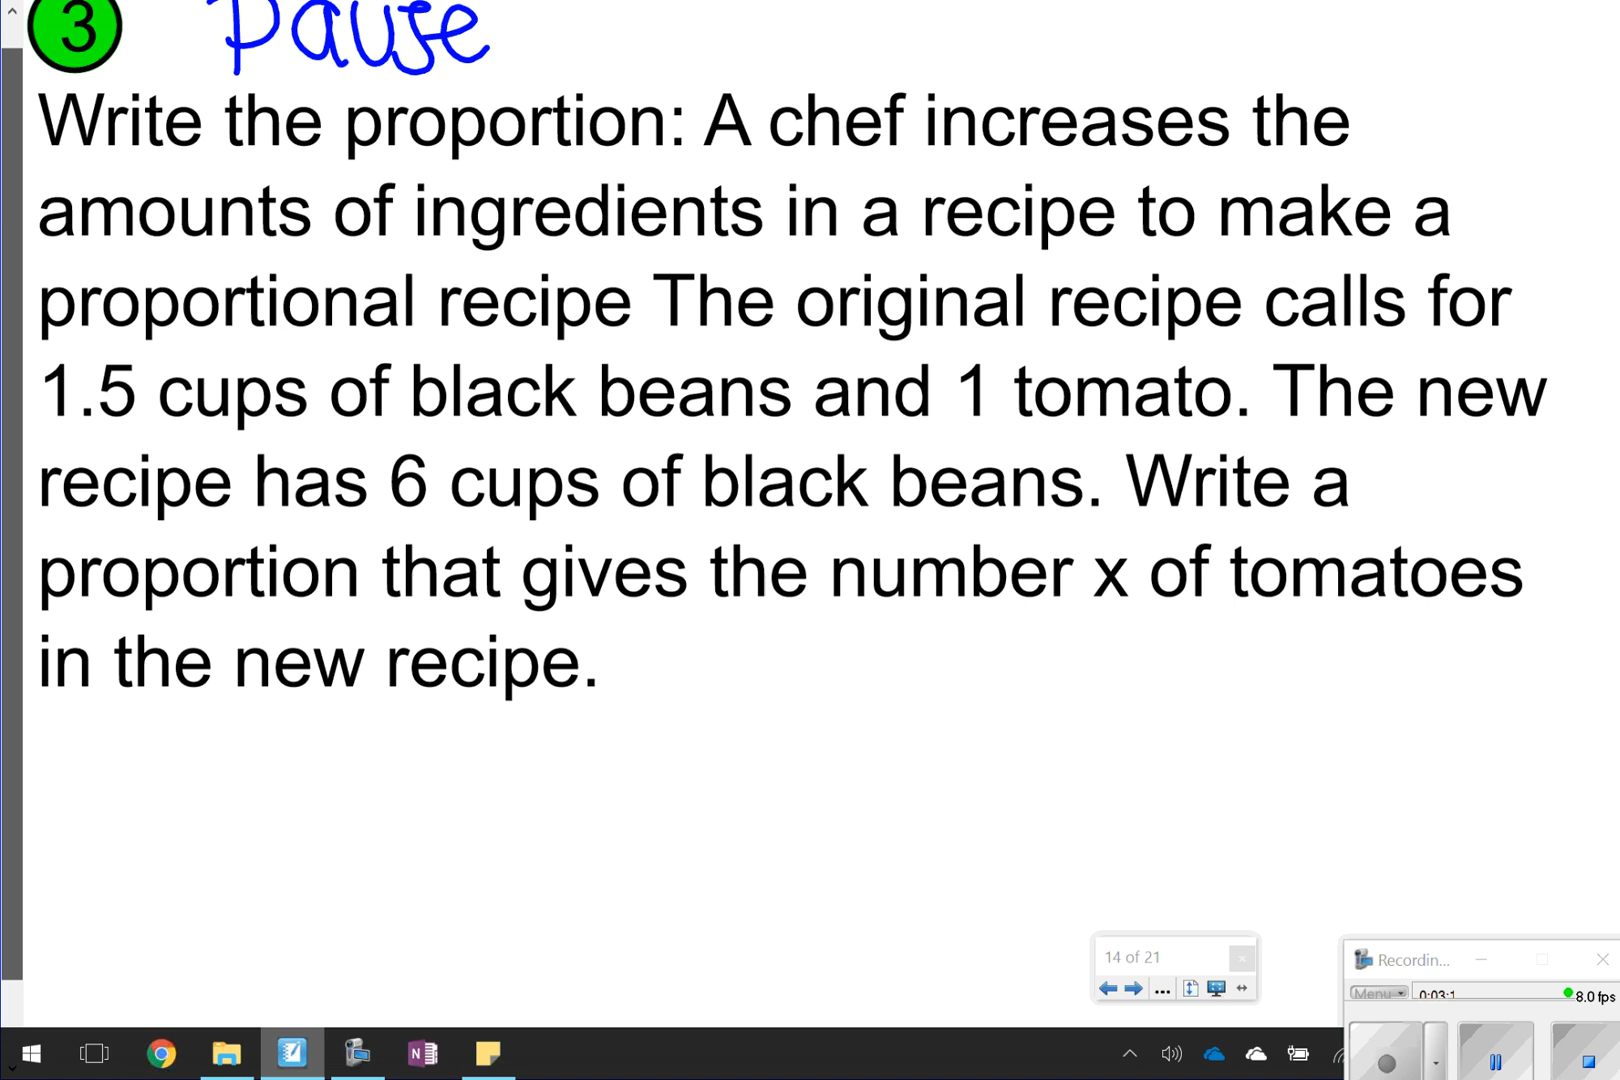 3 Pause
Write the proportion: A chef increases the
amounts of ingredients in a recipe to make a
proportional recipe The original recipe calls for
1.5 cups of black beans and 1 tomato. The new
recipe has 6 cups of black beans. Write a
proportion that gives the number x of tomatoes
in the new recipe.
14 of 21
Recordin...
Menu 0:03:1 8.0 fps